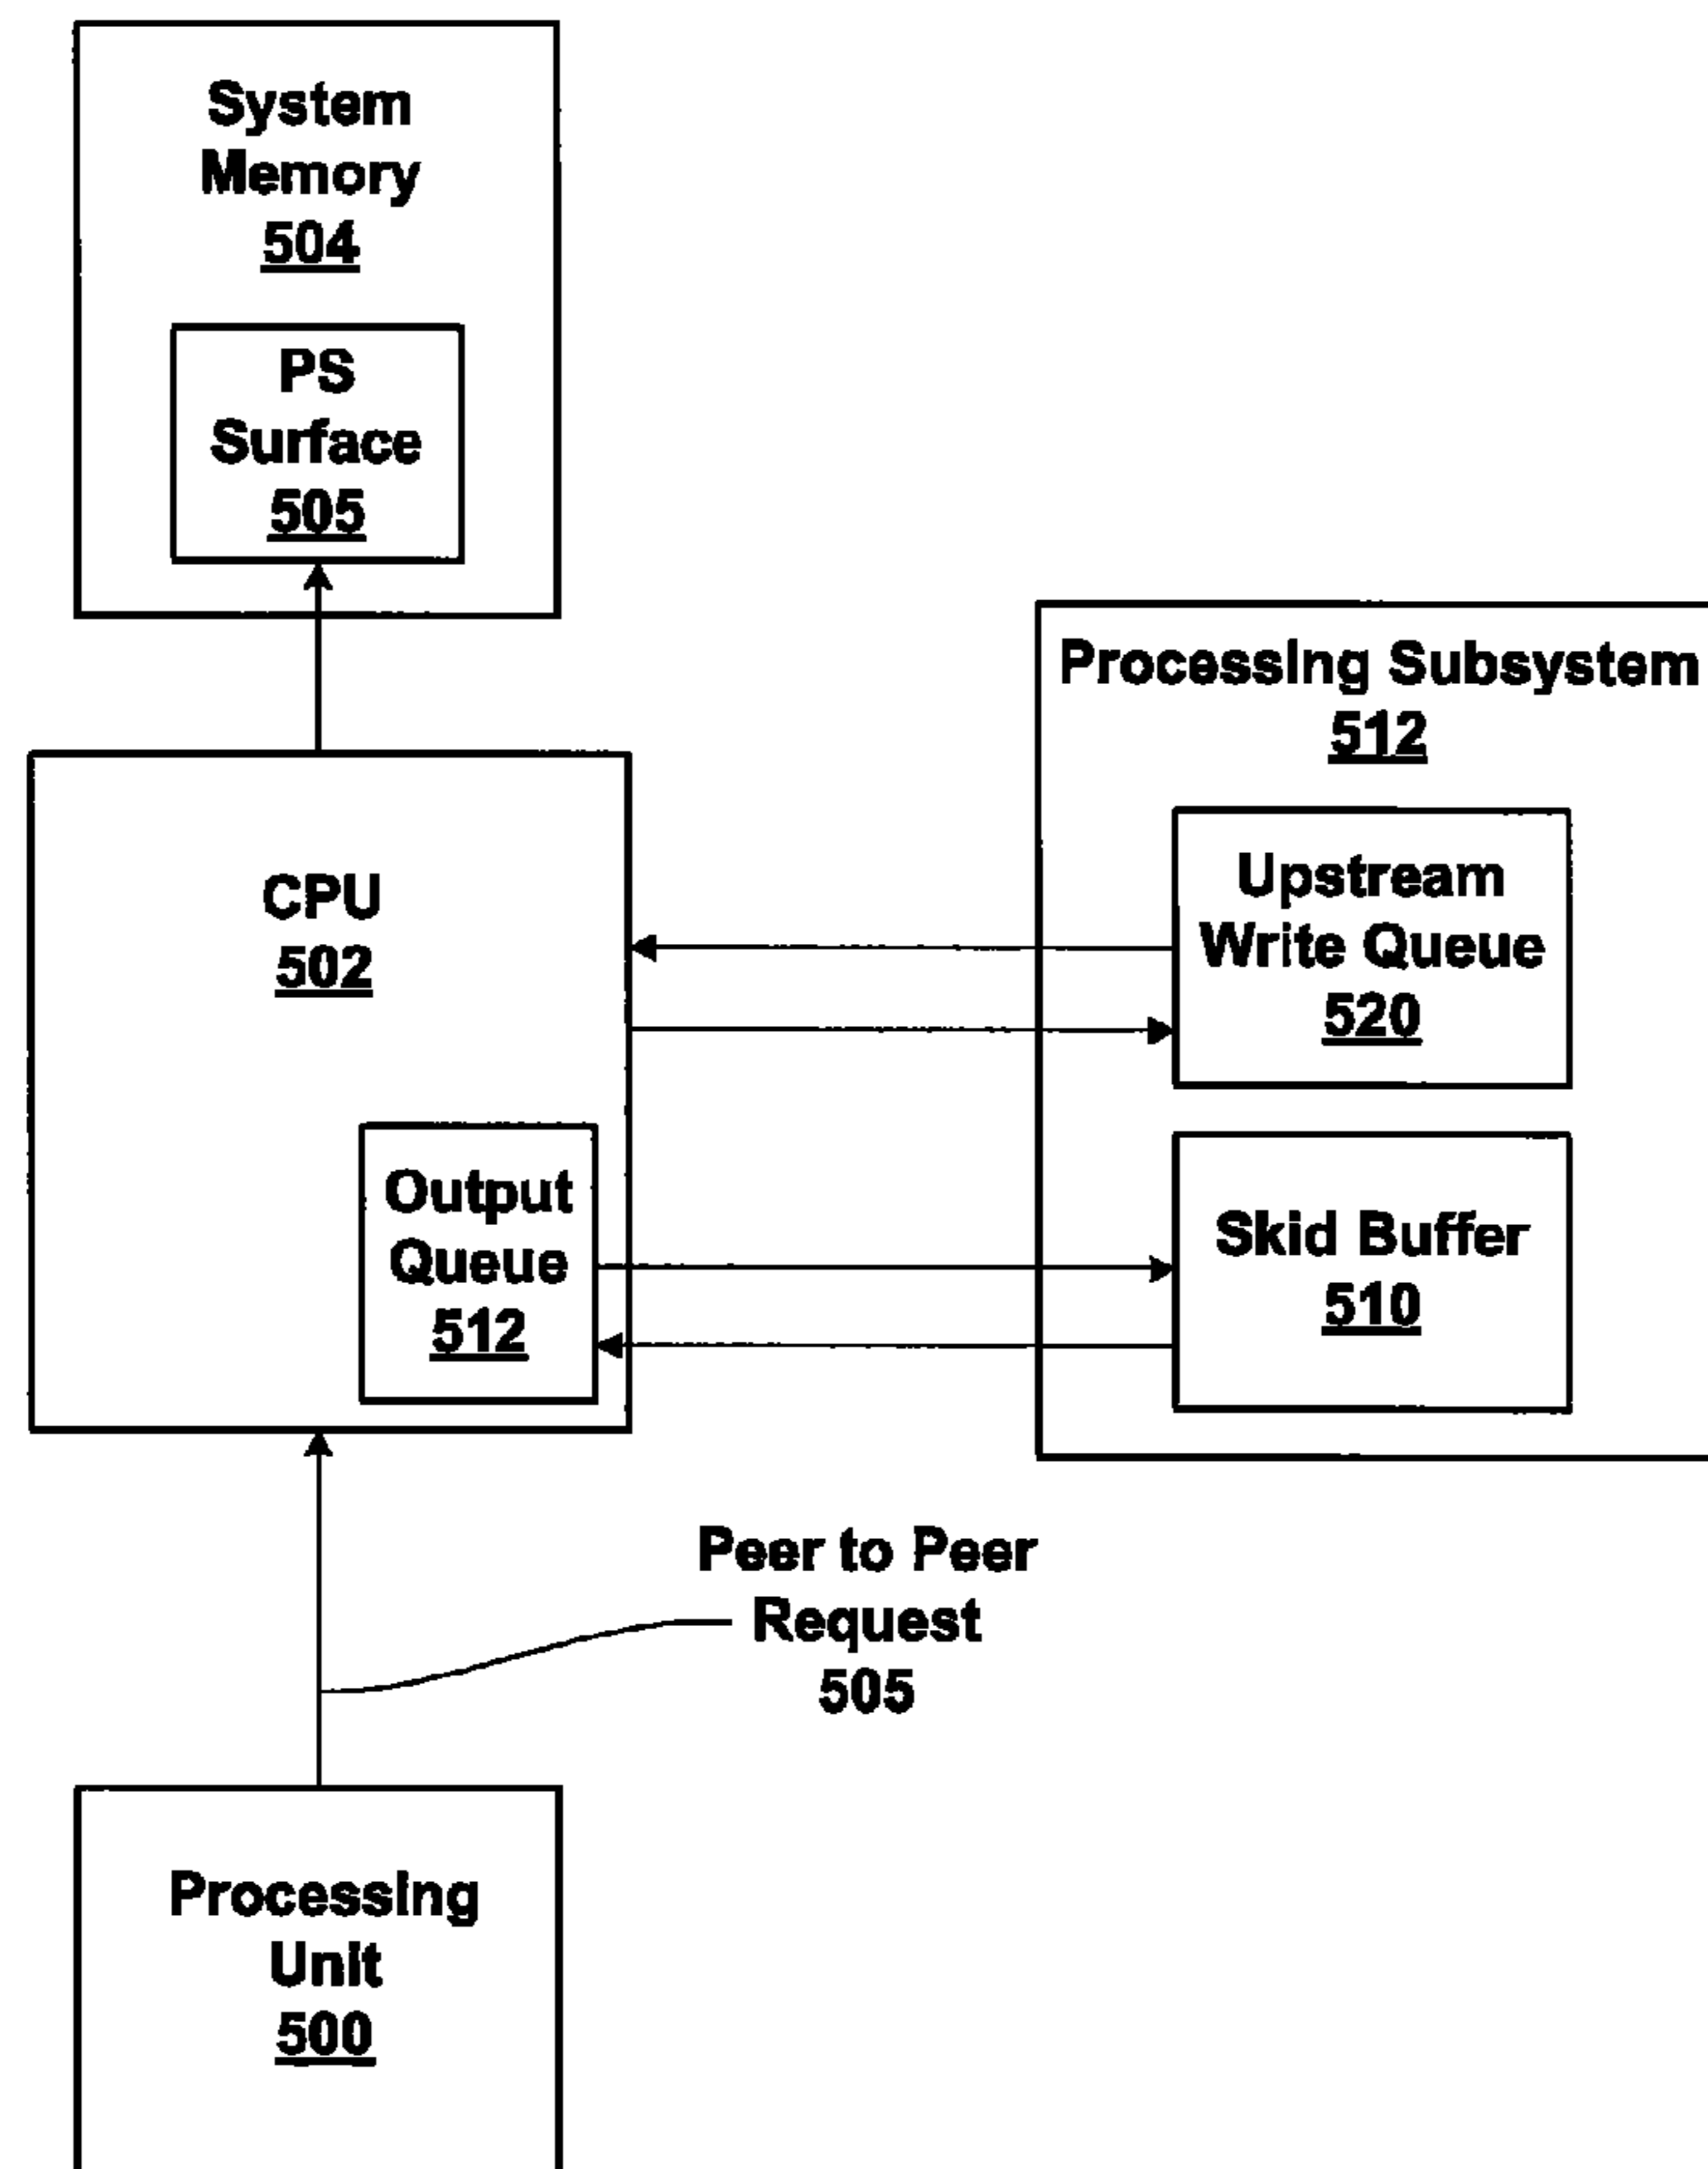 System
Memory
504
PS
Surface
505
Processing Subsystem
512
Upstream
Write Queue
520
CPU
502
Output
Queue
512
Skid Buffer
510
Peer to Peer
Request
505
Processing
Unit
500